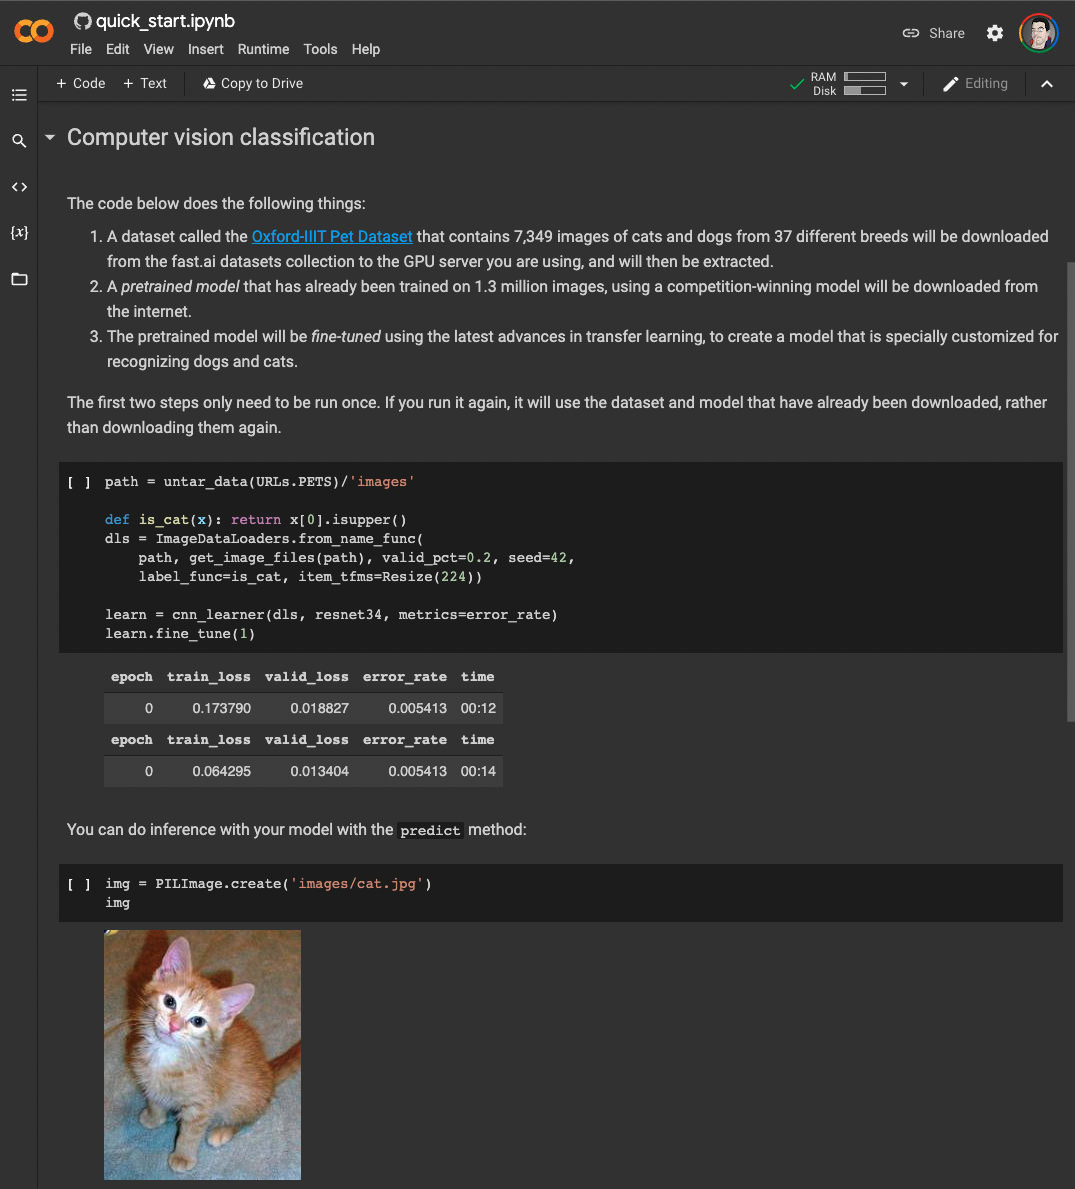 quick_start.ipynb
File Edit View Insert Runtime Tools Help
Share
+ Code + Text Copy to Drive
RAM
Disk
Editing
{x}
Computer vision classification
The code below does the following things:
1. A dataset called the Oxford-IIIT Pet Dataset that contains 7,349 images of cats and dogs from 37 different breeds will be downloaded
from the fast.ai datasets collection to the GPU server you are using, and will then be extracted.
2. A pretrained model that has already been trained on 1.3 million images, using a competition-winning model will be downloaded from
the internet.
3. The pretrained model will be fine-tuned using the latest advances in transfer learning, to create a model that is specially customized for
recognizing dogs and cats.
The first two steps only need to be run once. If you run it again, it will use the dataset and model that have already been downloaded, rather
than downloading them again.
[ ] path = untar_data(URLs.PETS)/'images'
def is_cat(x): return x[0].isupper()
dls = ImageDataLoaders.from_name_func(
path, get_image_files(path), valid_pct=0.2, seed=42,
label_func=is_cat, item_tfms=Resize(224))
learn = cnn_learner(dls, resnet34, metrics=error_rate)
learn.fine_tune(1)
epoch train_loss valid_loss error_rate time
0 0.173790 0.018827 0.005413 00:12
epoch train_loss valid_loss error_rate time
0 0.064295 0.013404 0.005413 00:14
You can do inference with your model with the predict method:
[ ] img = PILImage.create('images/cat.jpg')
img